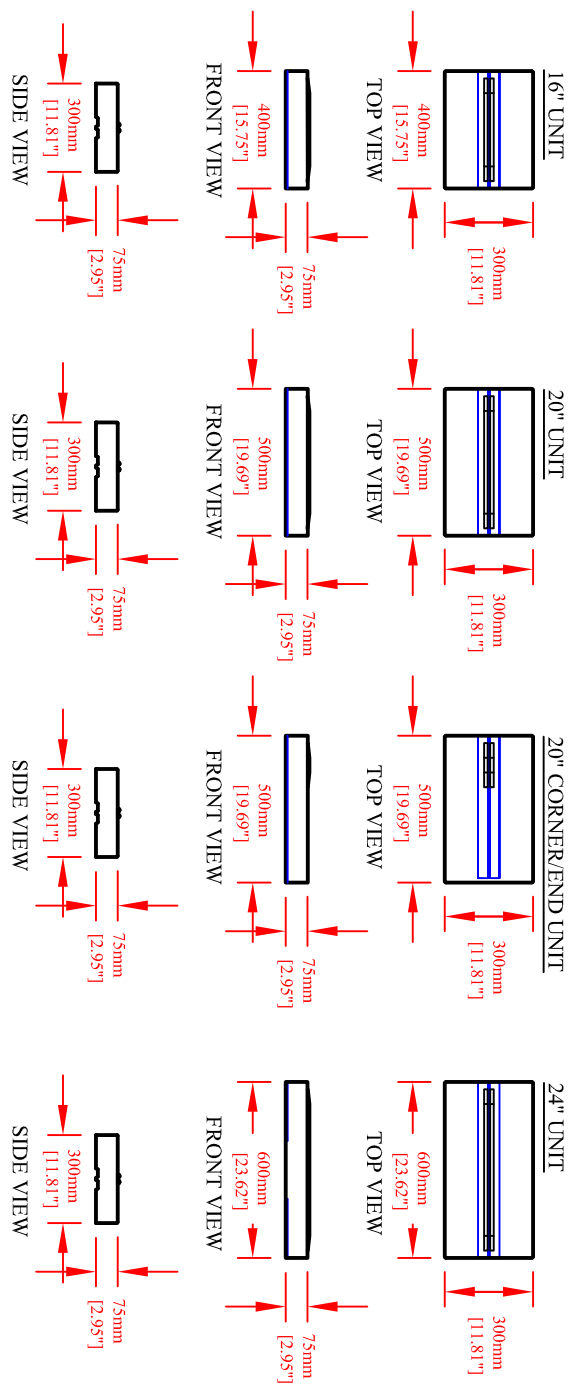 16" UNIT
300mm
[11.81"]
TOP VIEW
400mm
[15.75"]
75mm
[2.95"]
FRONT VIEW
400mm
[15.75"]
75mm
[2.95"]
SIDE VIEW
300mm
[11.81"]
20" UNIT
300mm
[11.81"]
TOP VIEW
500mm
[19.69"]
75mm
[2.95"]
FRONT VIEW
500mm
[19.69"]
75mm
[2.95"]
SIDE VIEW
300mm
[11.81"]
20" CORNER/END UNIT
300mm
[11.81"]
TOP VIEW
500mm
[19.69"]
75mm
[2.95"]
FRONT VIEW
500mm
[19.69"]
75mm
[2.95"]
SIDE VIEW
300mm
[11.81"]
24" UNIT
300mm
[11.81"]
TOP VIEW
600mm
[23.62"]
75mm
[2.95"]
FRONT VIEW
600mm
[23.62"]
75mm
[2.95"]
SIDE VIEW
300mm
[11.81"]